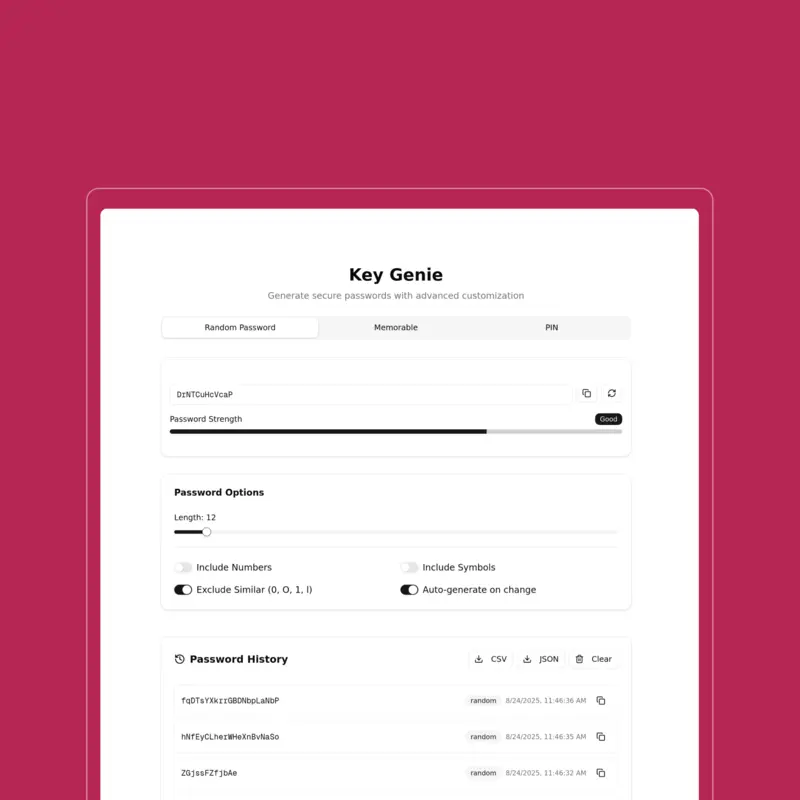 Key Genie
Generate secure passwords with advanced customization
Random Password Memorable PIN
DrNTCuHcVcaP
Password Strength Good
Password Options
Length: 12
Include Numbers Include Symbols
Exclude Similar (0, O, 1, l) Auto-generate on change
Password History CSV JSON Clear
fqDTsYXkrrGBDNbpLaNbP random 8/24/2025, 11:46:36 AM
hNfEyCLherWHeXnBvNaSo random 8/24/2025, 11:46:35 AM
ZGjssFZfjbAe random 8/24/2025, 11:46:32 AM